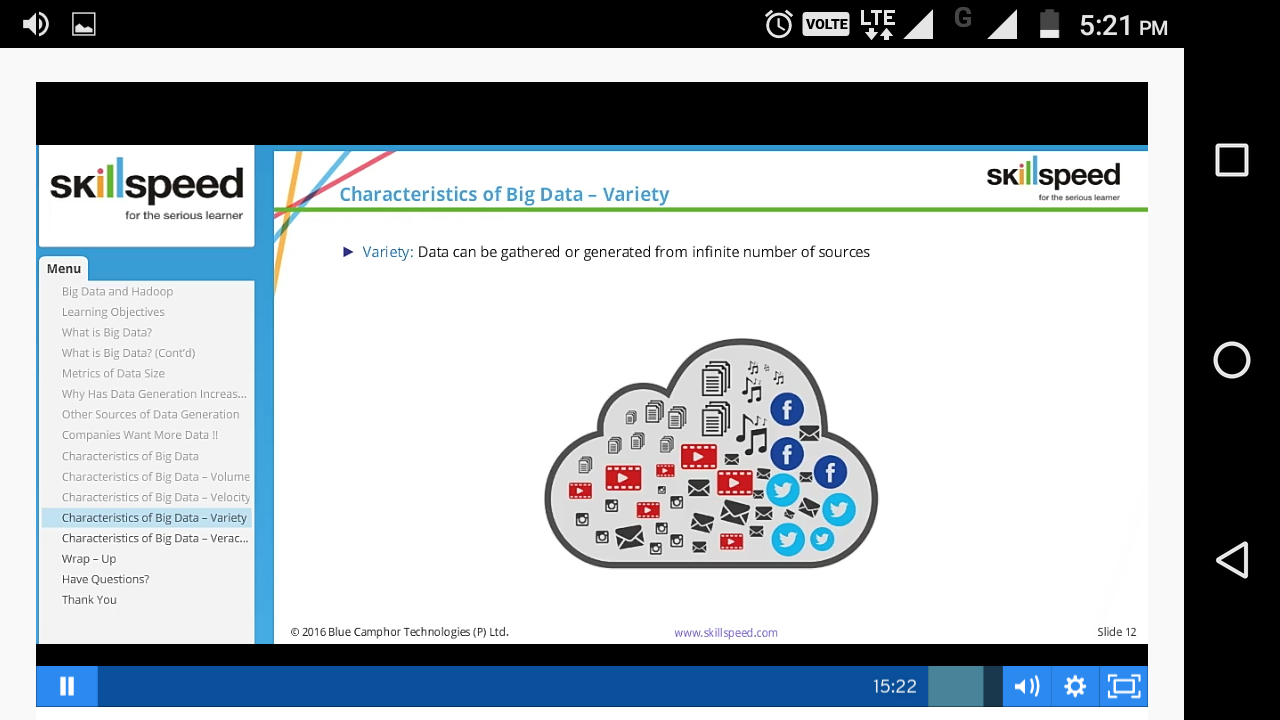 VOLTE LTE G 5:21 PM
skillspeed
for the serious learner
Menu
Big Data and Hadoop
Learning Objectives
What is Big Data?
What is Big Data? (Cont'd)
Metrics of Data Size
Why Has Data Generation Increas...
Other Sources of Data Generation
Companies Want More Data !!
Characteristics of Big Data
Characteristics of Big Data – Volume
Characteristics of Big Data – Velocity
Characteristics of Big Data – Variety
Characteristics of Big Data – Verac...
Wrap – Up
Have Questions?
Thank You
Characteristics of Big Data – Variety
skillspeed
for the serious learner
► Variety: Data can be gathered or generated from infinite number of sources
© 2016 Blue Camphor Technologies (P) Ltd.
www.skillspeed.com
Slide 12
15:22